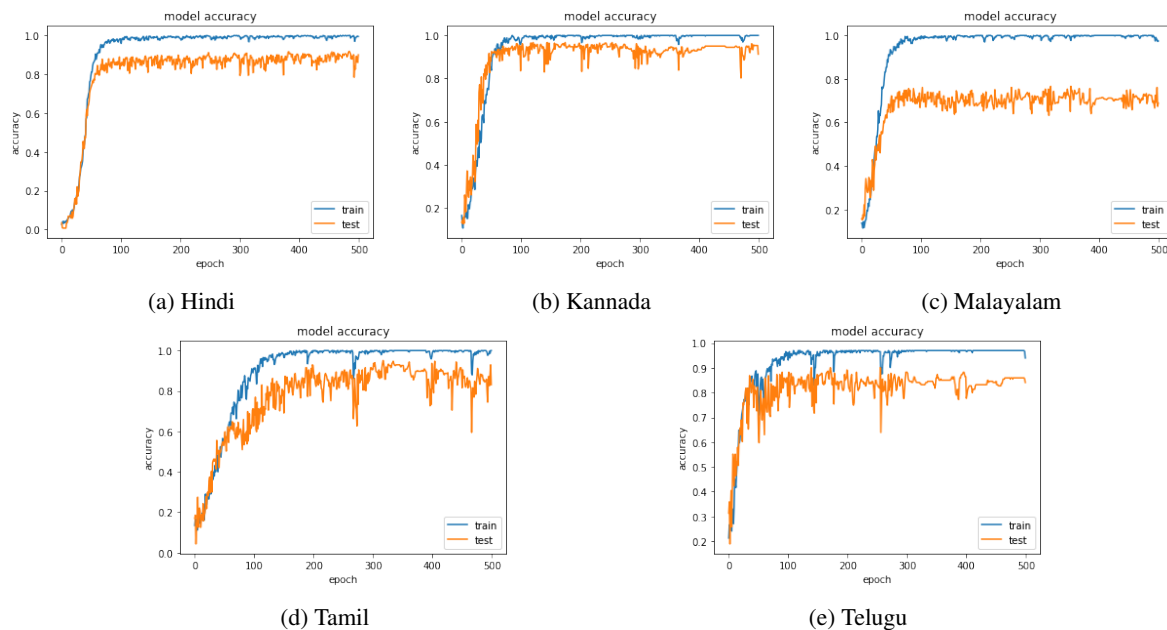 model accuracy
1.0
0.8
0.6
0.4
0.2
0.0
accuracy
train
test
0
100
200
300
400
500
epoch
(a) Hindi
model accuracy
1.0
0.8
0.6
0.4
0.2
accuracy
train
test
0
100
200
300
400
500
epoch
(b) Kannada
model accuracy
1.0
0.8
0.6
0.4
0.2
accuracy
train
test
0
100
200
300
400
500
epoch
(c) Malayalam
model accuracy
1.0
0.8
0.6
0.4
0.2
0.0
accuracy
train
test
0
100
200
300
400
500
epoch
(d) Tamil
model accuracy
1.0
0.9
0.8
0.7
0.6
0.5
0.4
0.3
0.2
accuracy
train
test
0
100
200
300
400
500
epoch
(e) Telugu